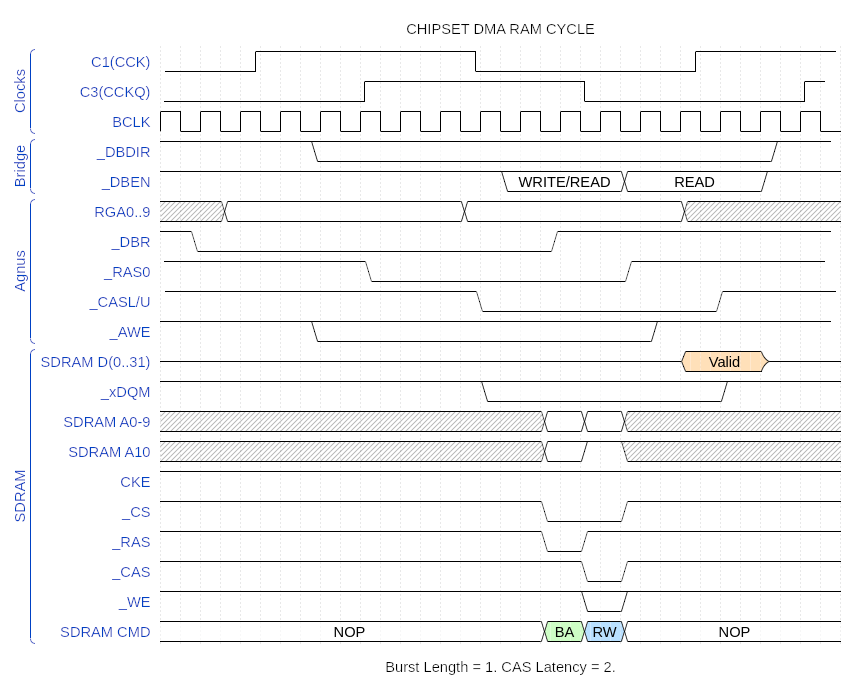 CHIPSET DMA RAM CYCLE
Clocks
C1(CCK)
C3(CCKQ)
BCLK
Bridge
_DBDIR
_DBEN WRITE/READ READ
Agnus
RGA0..9
_DBR
_RAS0
_CASL/U
_AWE
SDRAM
SDRAM D(0..31) Valid
_xDQM
SDRAM A0-9
SDRAM A10
CKE
_CS
_RAS
_CAS
_WE
SDRAM CMD NOP BA RW NOP
Burst Length = 1. CAS Latency = 2.